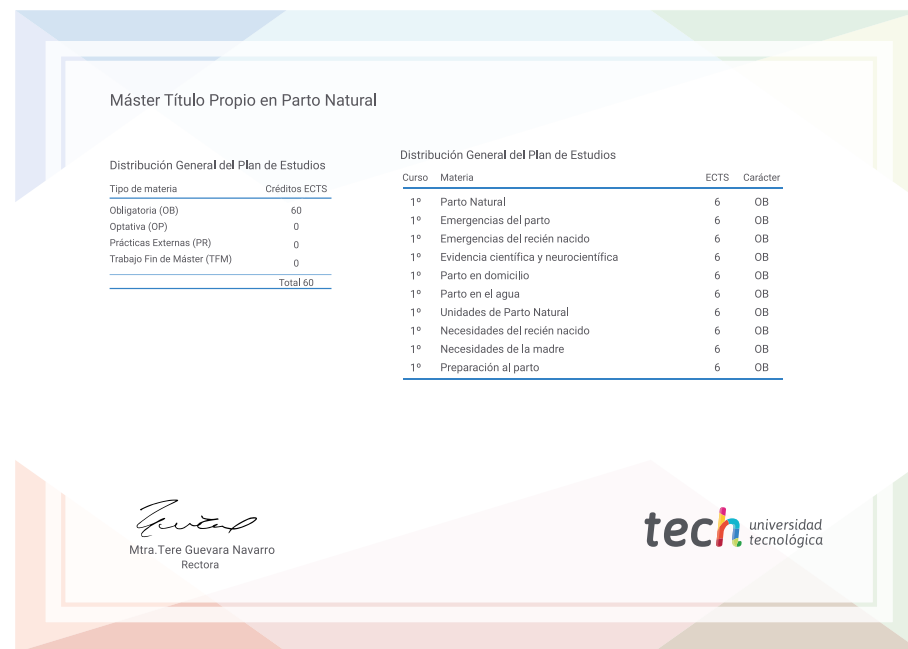 Máster Título Propio en Parto Natural
Distribución General del Plan de Estudios
Tipo de materia Créditos ECTS
Obligatoria (OB) 60
Optativa (OP) 0
Prácticas Externas (PR) 0
Trabajo Fin de Máster (TFM) 0
Total 60
Distribución General del Plan de Estudios
Curso Materia ECTS Carácter
1º Parto Natural 6 OB
1º Emergencias del parto 6 OB
1º Emergencias del recién nacido 6 OB
1º Evidencia científica y neurocientífica 6 OB
1º Parto en domicilio 6 OB
1º Parto en el agua 6 OB
1º Unidades de Parto Natural 6 OB
1º Necesidades del recién nacido 6 OB
1º Necesidades de la madre 6 OB
1º Preparación al parto 6 OB
Mtra.Tere Guevara Navarro
Rectora
tech universidad
tecnológica